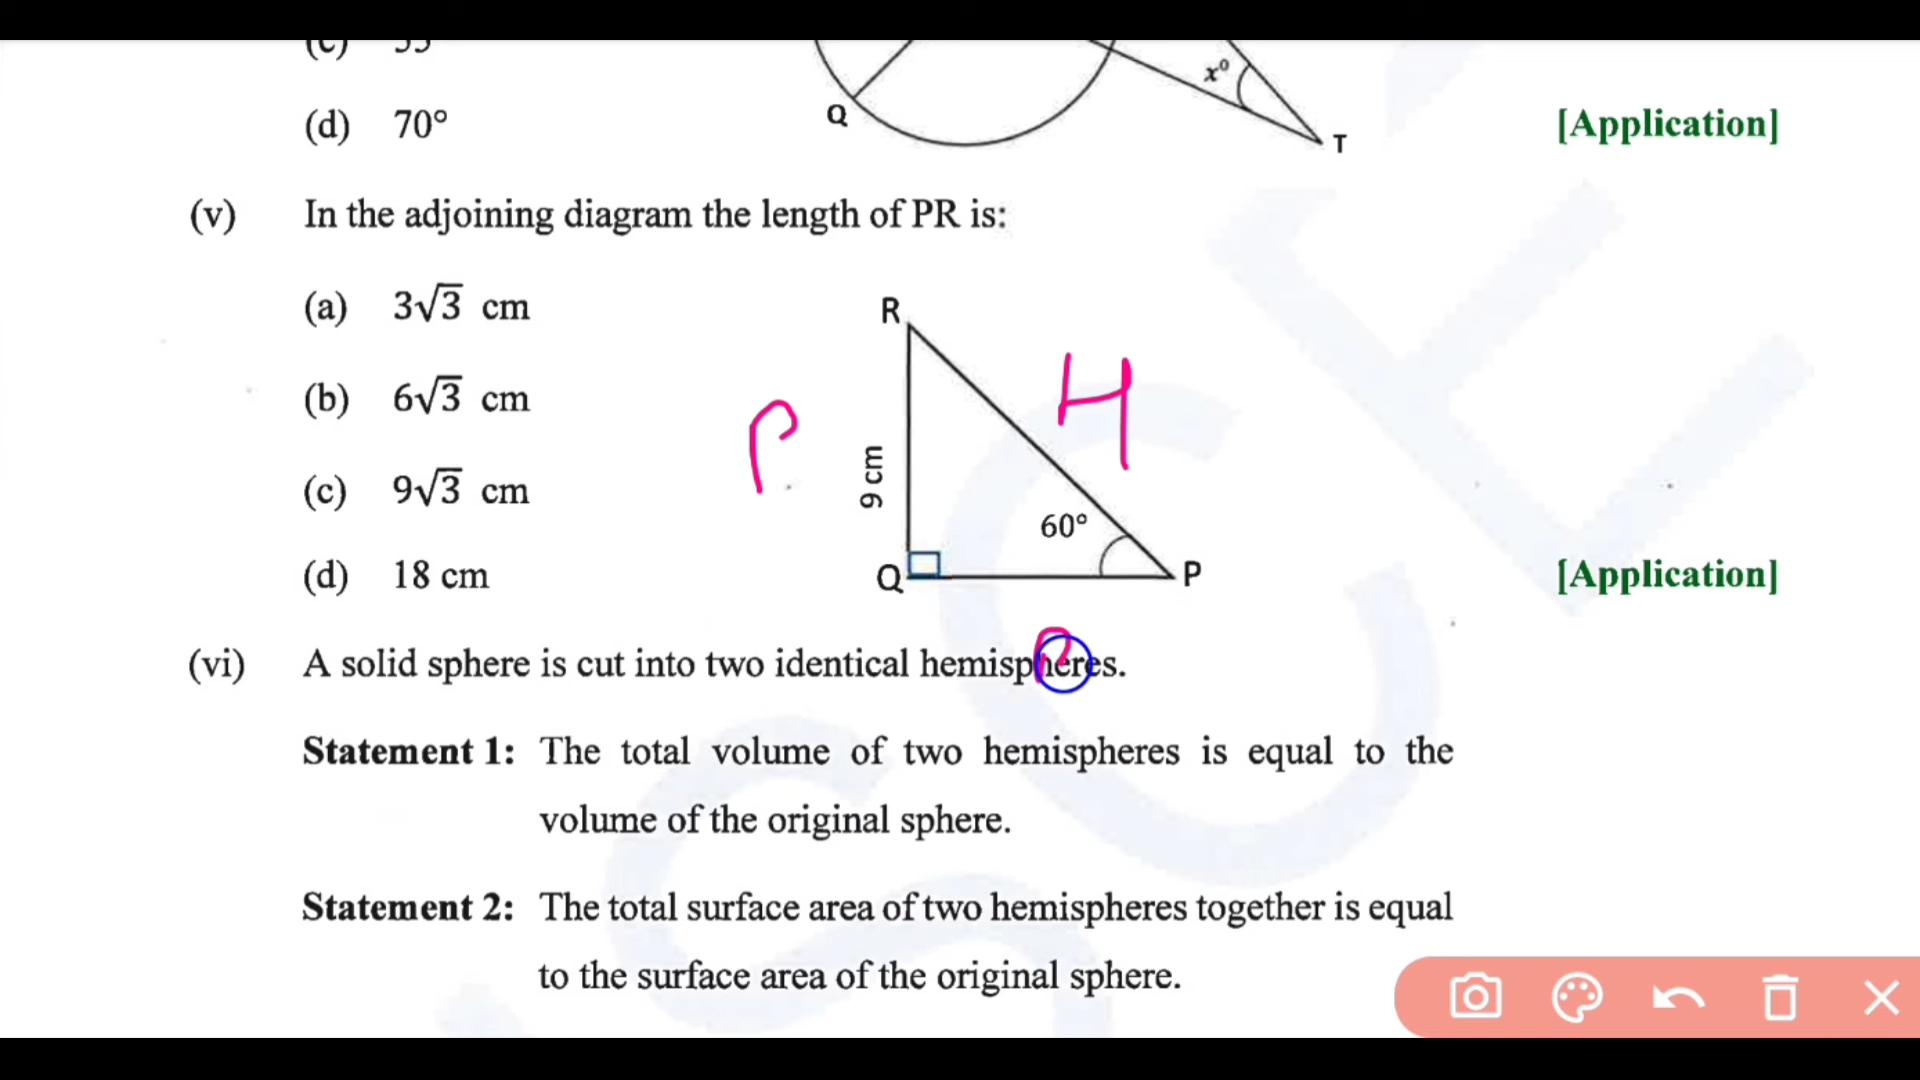 (d) 70°
Q
x⁰
T
[Application]
(v) In the adjoining diagram the length of PR is:
(a) 3√3 cm
(b) 6√3 cm
(c) 9√3 cm
(d) 18 cm
R
H
P
9 cm
60°
Q
P
[Application]
(vi) A solid sphere is cut into two identical hemispheres.
Statement 1: The total volume of two hemispheres is equal to the
volume of the original sphere.
Statement 2: The total surface area of two hemispheres together is equal
to the surface area of the original sphere.